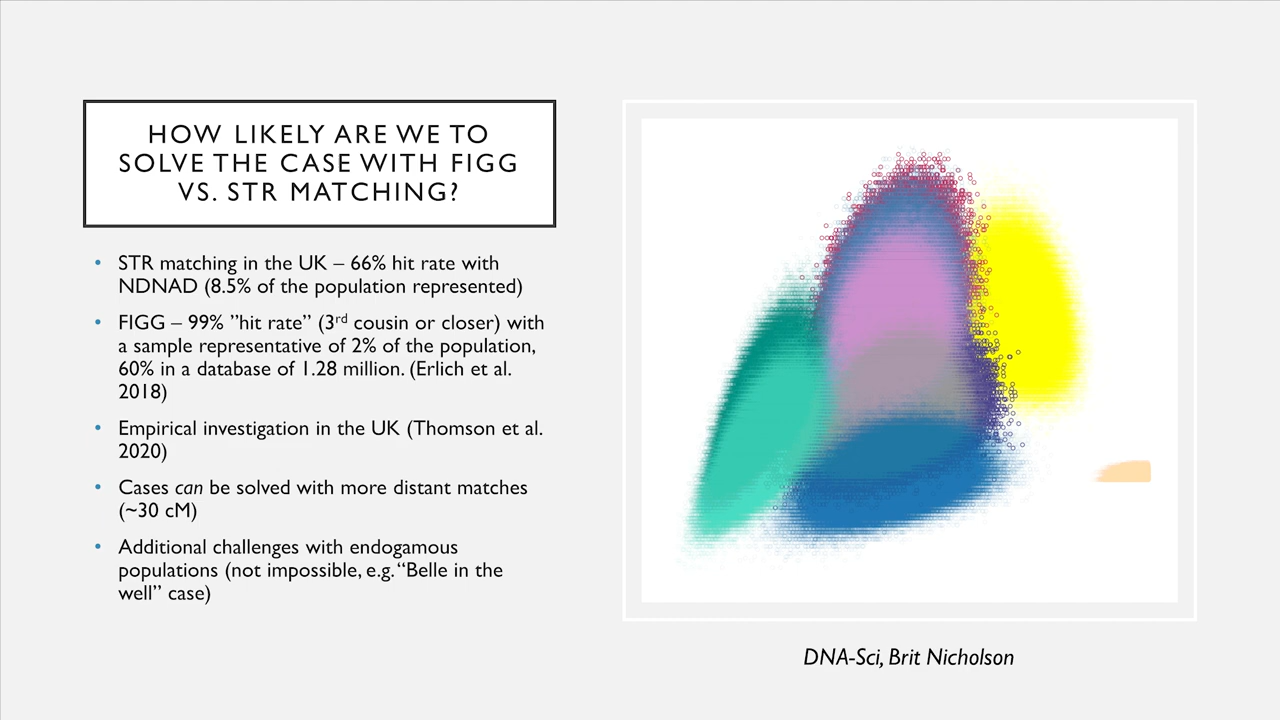 HOW LIKELY ARE WE TO
SOLVE THE CASE WITH FIGG
VS. STR MATCHING?
• STR matching in the UK – 66% hit rate with
NDNAD (8.5% of the population represented)
• FIGG – 99% ”hit rate” (3rd cousin or closer) with
a sample representative of 2% of the population,
60% in a database of 1.28 million. (Erlich et al.
2018)
• Empirical investigation in the UK (Thomson et al.
2020)
• Cases can be solved with more distant matches
(~30 cM)
• Additional challenges with endogamous
populations (not impossible, e.g. “Belle in the
well” case)
DNA-Sci, Brit Nicholson